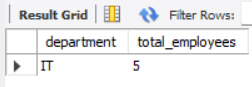 Result Grid Filter Rows:
department total_employees
IT 5